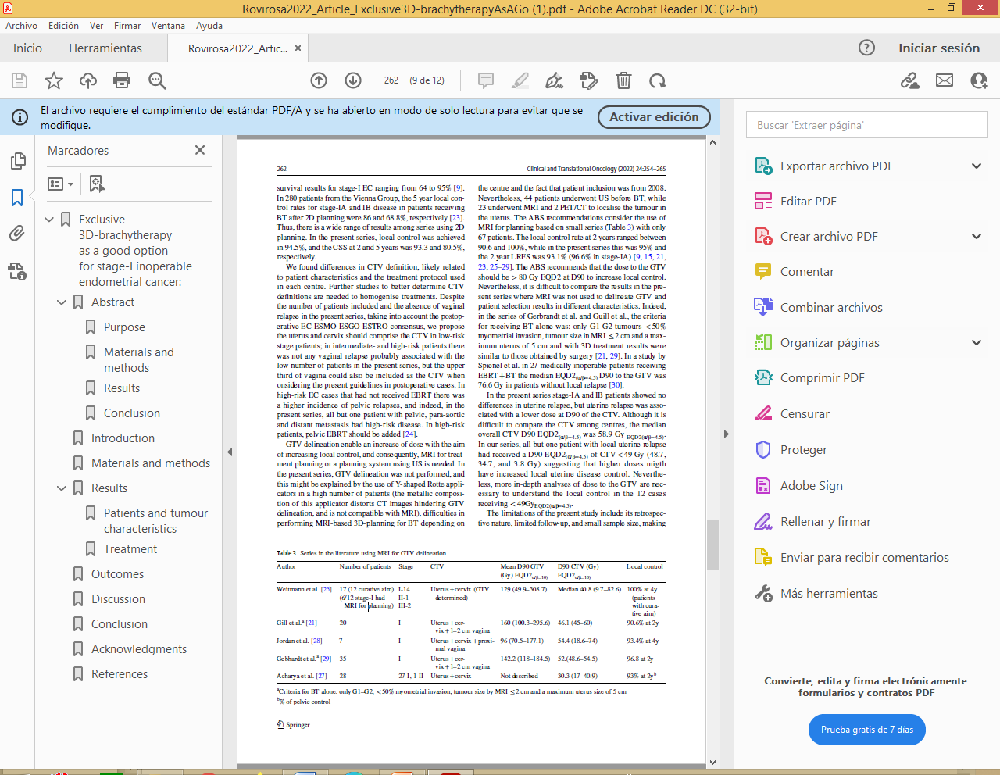 Rovirosa2022_Article_Exclusive3D-brachytherapyAsAGo (1).pdf - Adobe Acrobat Reader DC (32-bit)
Archivo Edición Ver Firmar Ventana Ayuda
Inicio Herramientas Rovirosa2022_Artic... × Iniciar sesión
262 (9 de 12)
El archivo requiere el cumplimiento del estándar PDF/A y se ha abierto en modo de solo lectura para evitar que se
modifique.
Activar edición
Marcadores
Exclusive
3D-brachytherapy
as a good option
for stage-I inoperable
endometrial cancer:
Abstract
Purpose
Materials and
methods
Results
Conclusion
Introduction
Materials and methods
Results
Patients and tumour
characteristics
Treatment
Outcomes
Discussion
Conclusion
Acknowledgments
References
262 Clinical and Translational Oncology (2022) 24:254–265
survival results for stage-I EC ranging from 64 to 95% [9].
In 280 patients from the Vienna Group, the 5 year local con-
trol rates for stage-IA and IB disease in patients receiving
BT after 2D planning were 86 and 68.8%, respectively [23].
Thus, there is a wide range of results among series using 2D
planning. In the present series, local control was achieved
in 94.5%, and the CSS at 2 and 5 years was 93.3 and 80.5%,
respectively.
We found differences in CTV definition, likely related
to patient characteristics and the treatment protocol used
in each centre. Further studies to better determine CTV
definitions are needed to homogenise treatments. Despite
the number of patients included and the absence of vaginal
relapse in the present series, taking into account the postop-
erative EC ESMO-ESGO-ESTRO consensus, we propose
the uterus and cervix should comprise the CTV in low-risk
stage patients; in intermediate- and high-risk patients there
was not any vaginal relapse probably associated with the
low number of patients in the present series, but the upper
third of vagina could also be included as the CTV when
onsidering the present guidelines in postoperative cases. In
high-risk EC cases that had not received EBRT there was
a higher incidence of pelvic relapses, and indeed, in the
present series, all but one patient with pelvic, para-aortic
and distant metastasis had high-risk disease. In high-risk
patients, pelvic EBRT should be added [24].
GTV delineation enable an increase of dose with the aim
of increasing local control, and consequently, MRI for treat-
ment planning or a planning system using US is needed. In
the present series, GTV delineation was not performed, and
this might be explained by the use of Y-shaped Rotte appli-
cators in a high number of patients (the metallic composi-
tion of this applicator distorts CT images hindering GTV
delineation, and is not compatible with MRI), difficulties in
performing MRI-based 3D-planning for BT depending on
the centre and the fact that patient inclusion was from 2008.
Nevertheless, 44 patients underwent US before BT, while
23 underwent MRI and 2 PET/CT to localise the tumour in
the uterus. The ABS recommendations consider the use of
MRI for planning based on small series (Table 3) with only
67 patients. The local control rate at 2 years ranged between
90.6 and 100%, while in the present series this was 95% and
the 2 year LRFS was 93.1% (96.6% in stage-IA) [9, 15, 21,
23, 25–29]. The ABS recommends that the dose to the GTV
should be > 80 Gy EQD2 at D90 to increase local control.
Nevertheless, it is difficult to compare the results in the pre-
sent series where MRI was not used to delineate GTV and
patient selection results in different characteristics. Indeed,
in the series of Gerbrandt et al. and Guill et al., the criteria
for receiving BT alone was: only G1-G2 tumours < 50%
myometrial invasion, tumour size in MRI ≤ 2 cm and a max-
imum uterus of 5 cm and with 3D treatment results were
similar to those obtained by surgery [21, 29]. In a study by
Spienel et al. in 27 medically inoperable patients receiving
EBRT + BT the median EQD2(α/β=4.5) D90 to the GTV was
76.6 Gy in patients without local relapse [30].
In the present series stage-IA and IB patients showed no
differences in uterine relapse, but uterine relapse was asso-
ciated with a lower dose at D90 of the CTV. Although it is
difficult to compare the CTV among centres, the median
overall CTV D90 EQD2(α/β=4.5) was 58.9 Gy EQD2(α/β=4.5).
In our series, all but one patient with local uterine relapse
had received a D90 EQD2(α/β=4.5) of CTV < 49 Gy (48.7,
34.7, and 3.8 Gy) suggesting that higher doses migth
have increased local uterine disease control. Neverthe-
less, more in-depth analyses of dose to the GTV are nec-
essary to understand the local control in the 12 cases
receiving < 49GyEQD2(α/β=4.5).
The limitations of the present study include its retrospec-
tive nature, limited follow-up, and small sample size, making
Table 3 Series in the literature using MRI for GTV delineation
Author Number of patients Stage CTV Mean D90 GTV D90 CTV (Gy) Local control
(Gy) EQD2α/β=10) EQD2α/β=10)
Weitmann et al. [25] 17 (12 curative aim) I-14 Uterus + cervix (GTV 129 (49.9–308.7) Median 40.8 (9.7–82.6) 100% at 4y
(6/12 stage-I had II-1 determined) (patients
MRI for planning) III-2 with cura-
tive aim)
Gill et al.a [21] 20 I Uterus + cer- 160 (100.3–295.6) 46.1 (45–60) 90.6% at 2y
vix + 1–2 cm vagina
Jordan et al. [28] 7 I Uterus + cervix + proxi- 96 (70.5–177.1) 54.4 (18.6–74) 93.4% at 4y
mal vagina
Gebhardt et al.a [29] 35 I Uterus + cer- 142.2 (118–184.5) 52.(48.6–54.5) 96.8 at 2y
vix + 1–2 cm vagina
Acharya et al. [27] 28 27-I, 1-II Uterus + cervix Not described 30.3 (17–40.9) 93% at 2yb
aCriteria for BT alone: only G1–G2, < 50% myometrial invasion, tumour size by MRI ≤ 2 cm and a maximum uterus size of 5 cm
b% of pelvic control
Springer
Buscar 'Extraer página'
Exportar archivo PDF
Editar PDF
Crear archivo PDF
Comentar
Combinar archivos
Organizar páginas
Comprimir PDF
Censurar
Proteger
Adobe Sign
Rellenar y firmar
Enviar para recibir comentarios
Más herramientas
Convierte, edita y firma electrónicamente
formularios y contratos PDF
Prueba gratis de 7 días